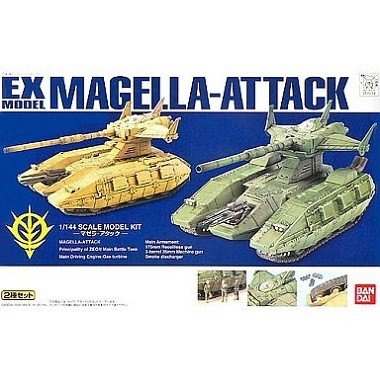 EX
MODEL
MAGELLA-ATTACK
1/144 SCALE MODEL KIT
ーマゼラ・アタックー
MAGELLA-ATTACK
Principality of ZEON Main Battle Tank
Main Driving Engine:Gas turbine
Main Armament:
175mm Recoilless gun
3-barrel 35mm Machine gun
Smoke discharger
2種セット
BAN
DAI